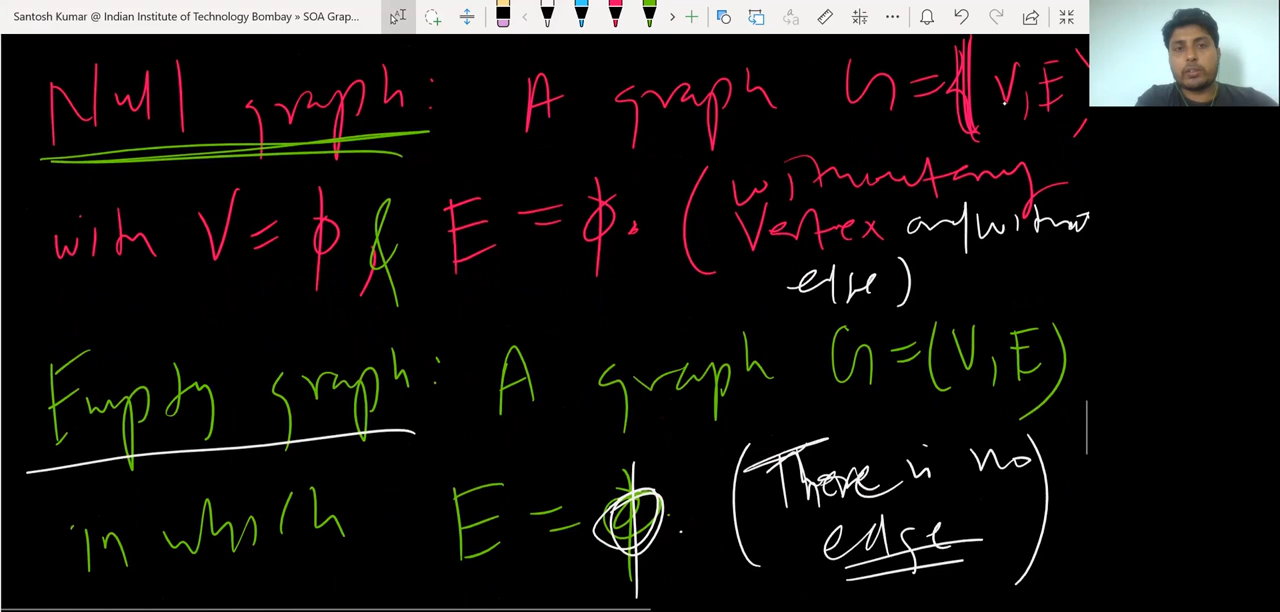 Santosh Kumar @ Indian Institute of Technology Bombay » SOA Grap...
Null graph: A graph G=(V,E)
with V=ϕ & E=ϕ. (without any
Vertex and witho
edge)
Empty graph: A graph G=(V,E)
in which E=ϕ. (There is no
edge)